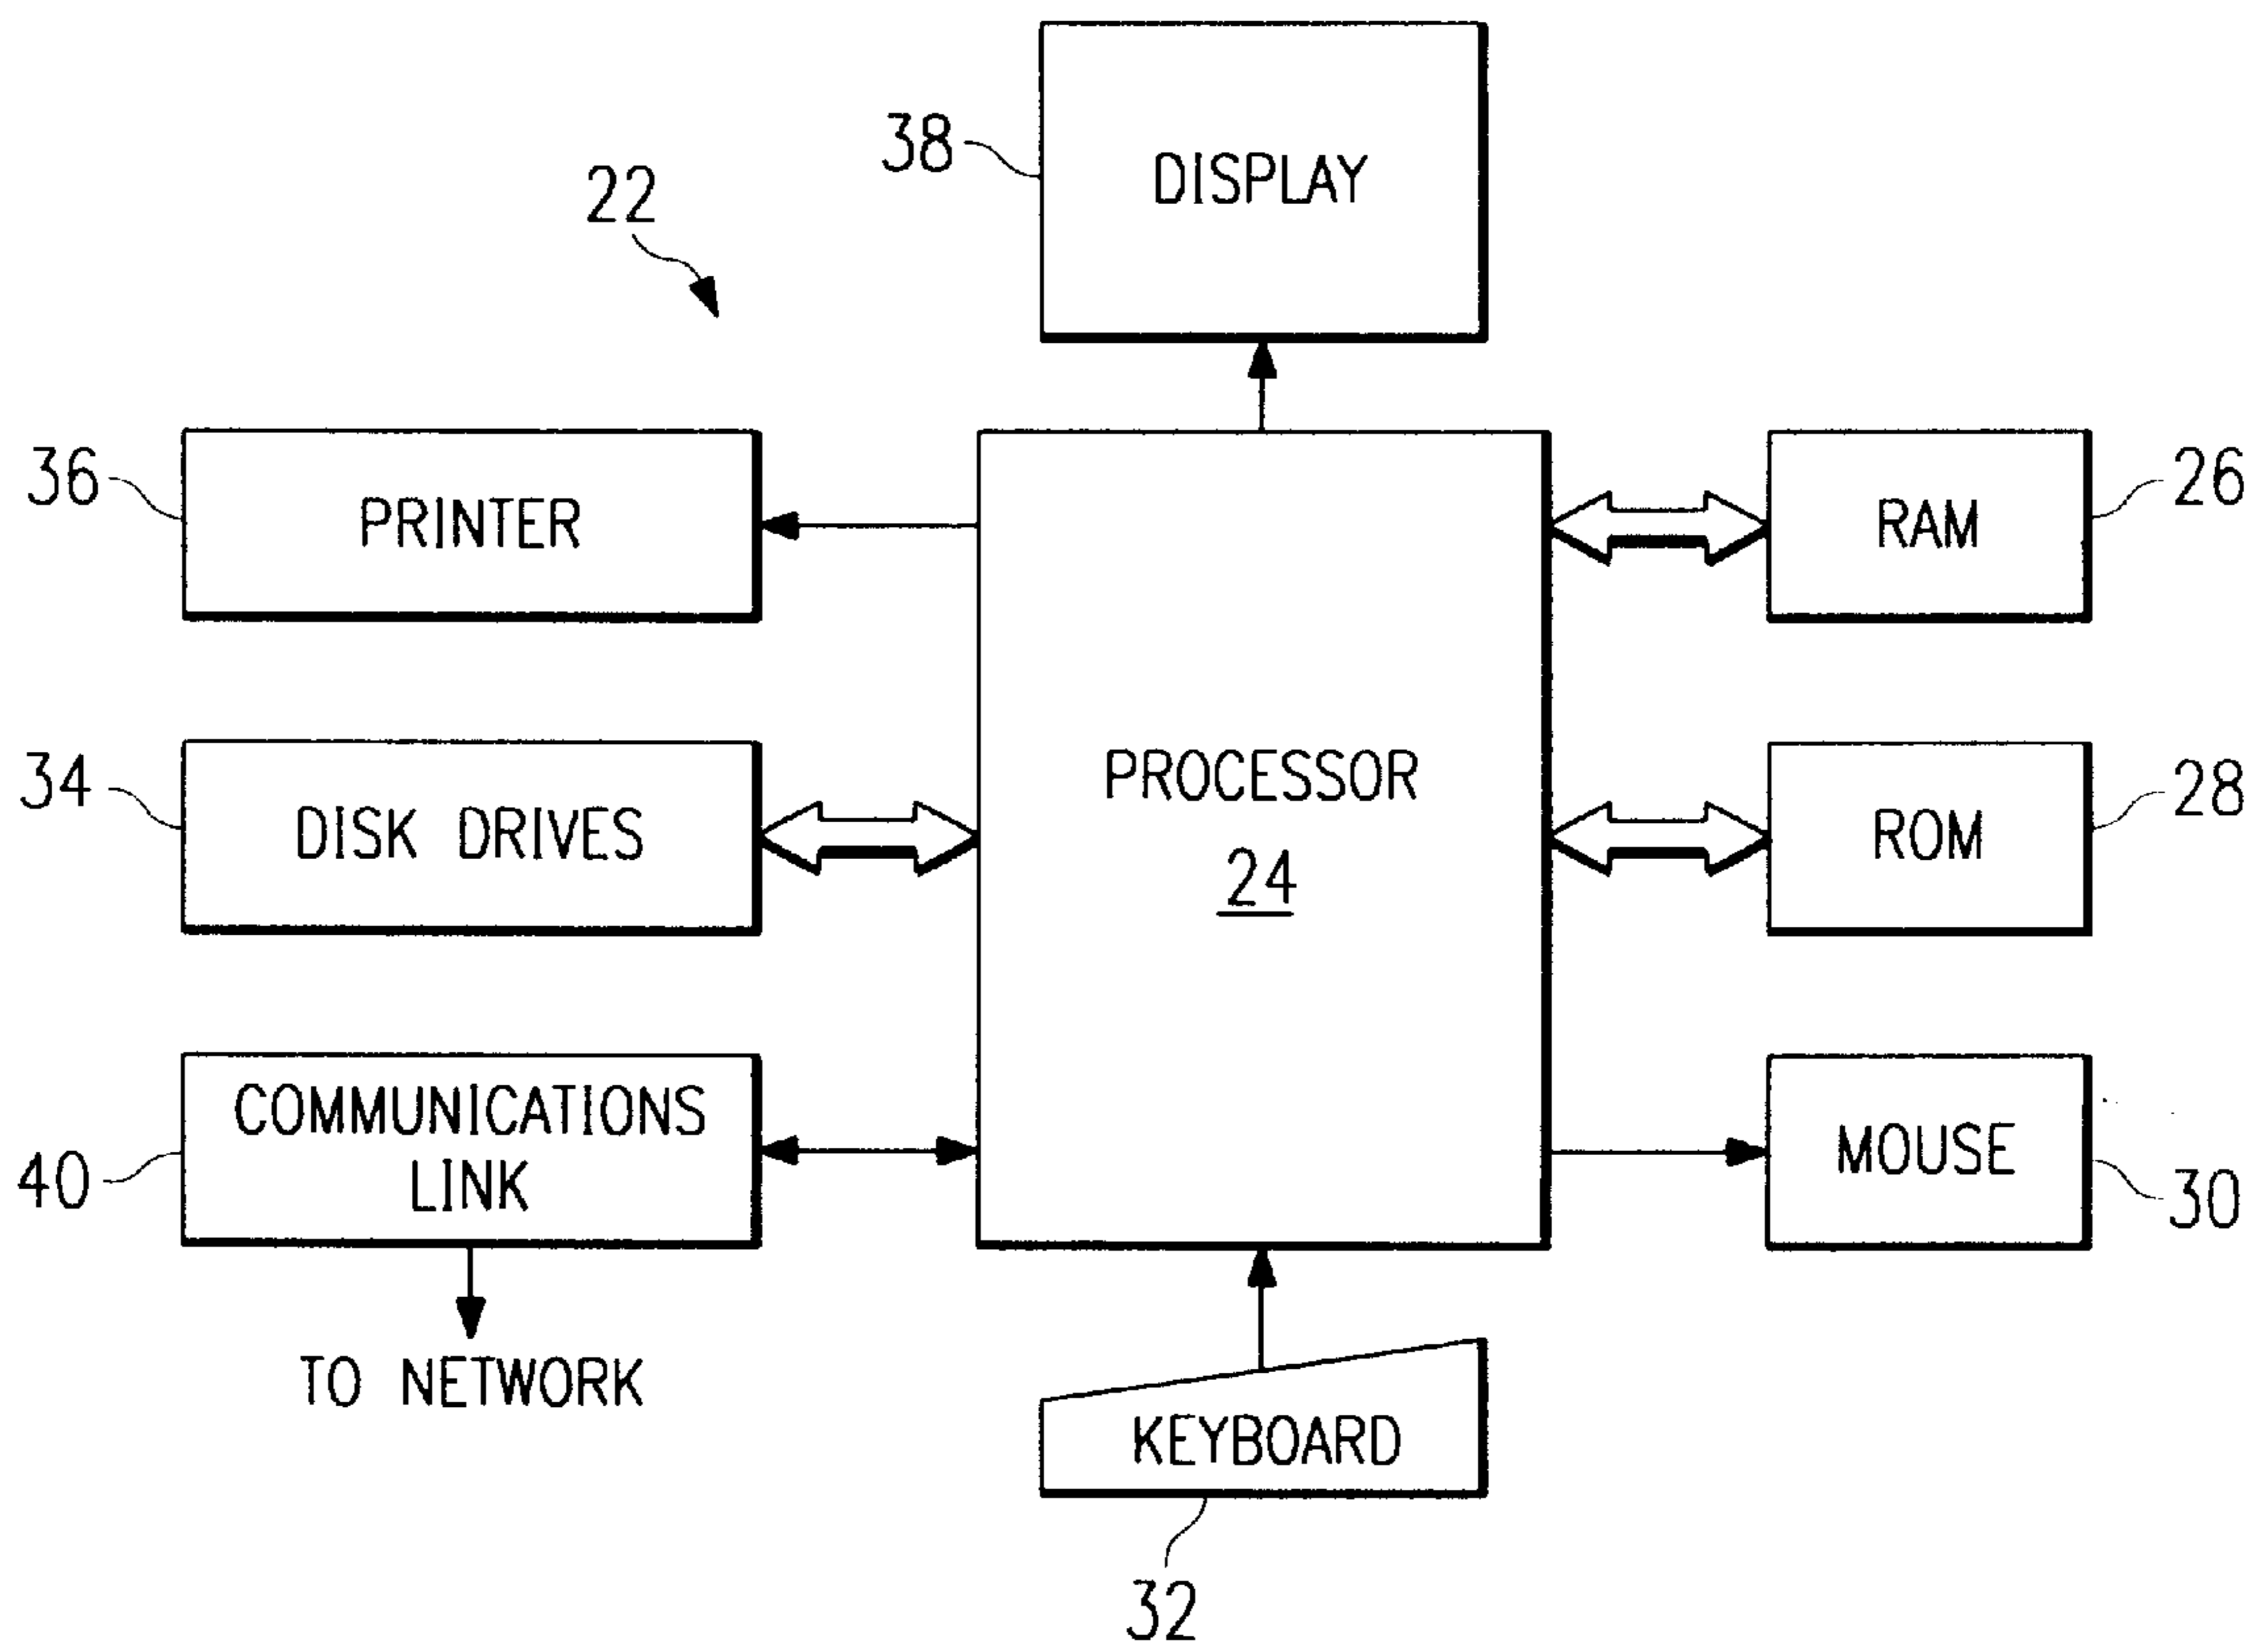 38
DISPLAY
22
36
PRINTER
RAM
26
34
DISK DRIVES
PROCESSOR
24
ROM
28
40
COMMUNICATIONS
LINK
MOUSE
30
TO NETWORK
KEYBOARD
32